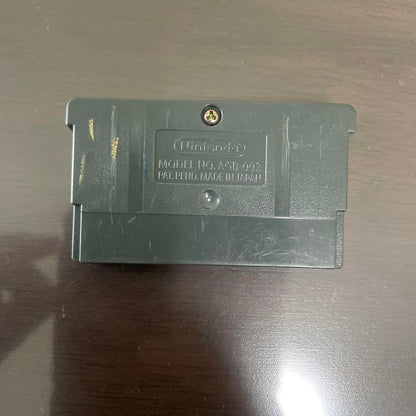 Nintendo
MODEL NO. AGB-002
PAT. PEND. MADE IN JAPAN